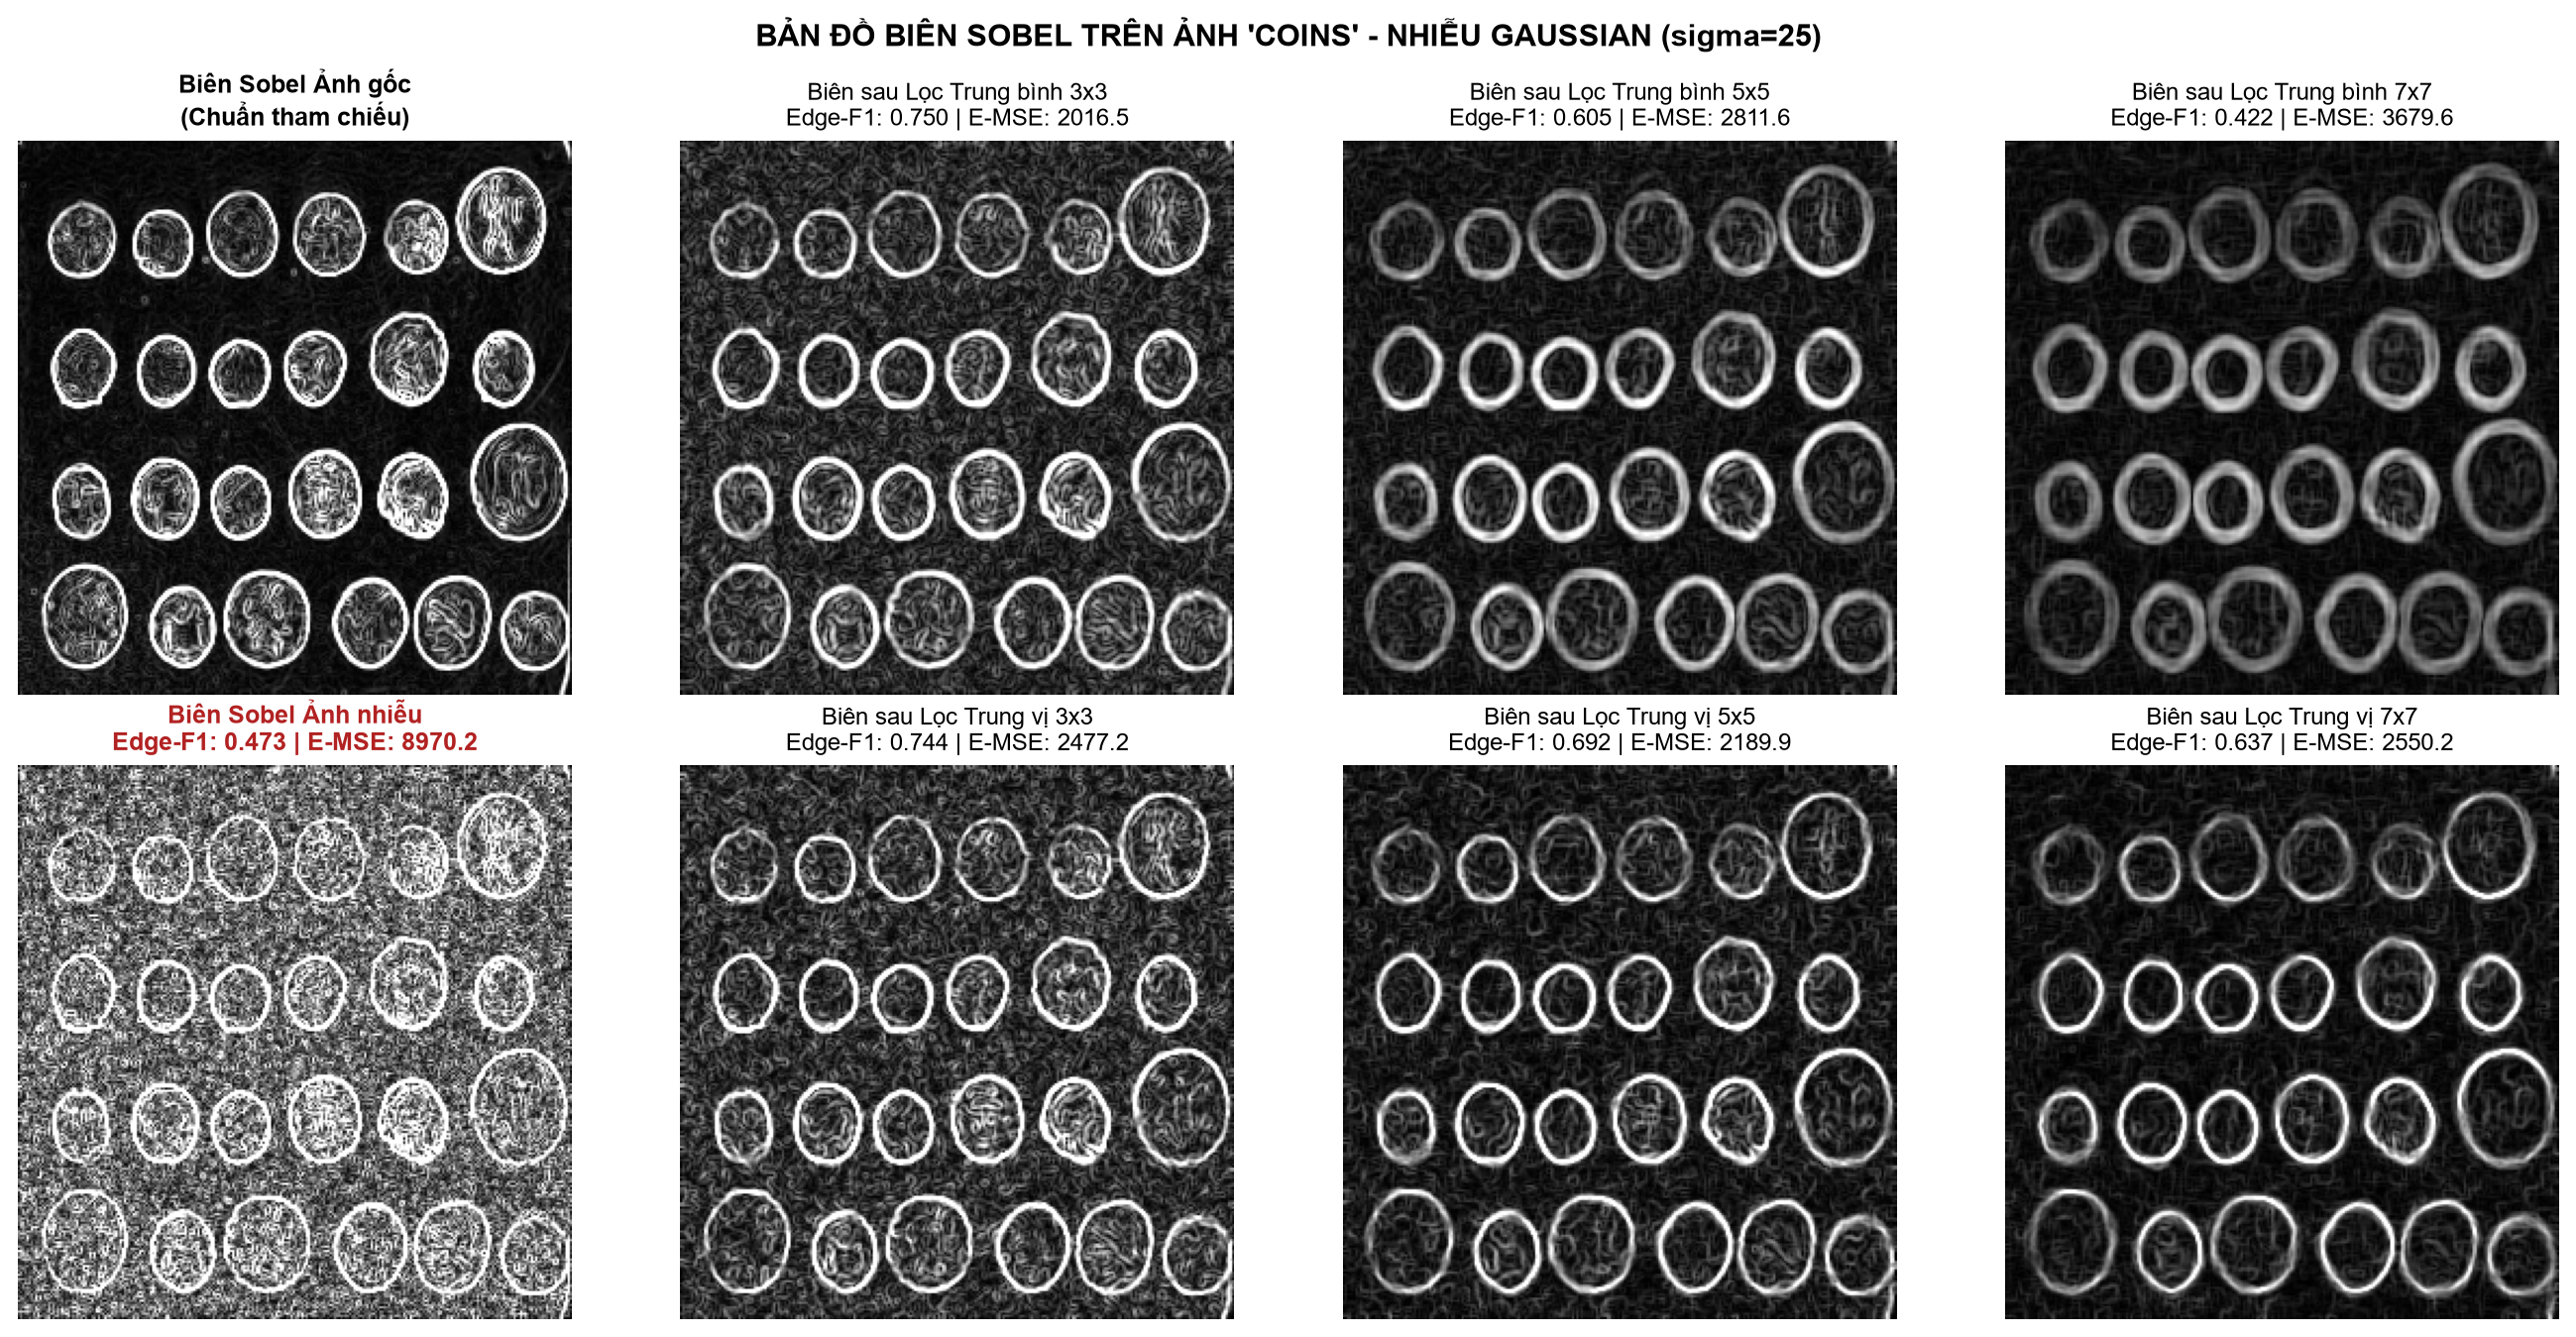 BẢN ĐỒ BIÊN SOBEL TRÊN ẢNH 'COINS' - NHIỄU GAUSSIAN (sigma=25)
Biên Sobel Ảnh gốc
(Chuẩn tham chiếu)
Biên sau Lọc Trung bình 3x3
Edge-F1: 0.750 | E-MSE: 2016.5
Biên sau Lọc Trung bình 5x5
Edge-F1: 0.605 | E-MSE: 2811.6
Biên sau Lọc Trung bình 7x7
Edge-F1: 0.422 | E-MSE: 3679.6
Biên Sobel Ảnh nhiễu
Edge-F1: 0.473 | E-MSE: 8970.2
Biên sau Lọc Trung vị 3x3
Edge-F1: 0.744 | E-MSE: 2477.2
Biên sau Lọc Trung vị 5x5
Edge-F1: 0.692 | E-MSE: 2189.9
Biên sau Lọc Trung vị 7x7
Edge-F1: 0.637 | E-MSE: 2550.2